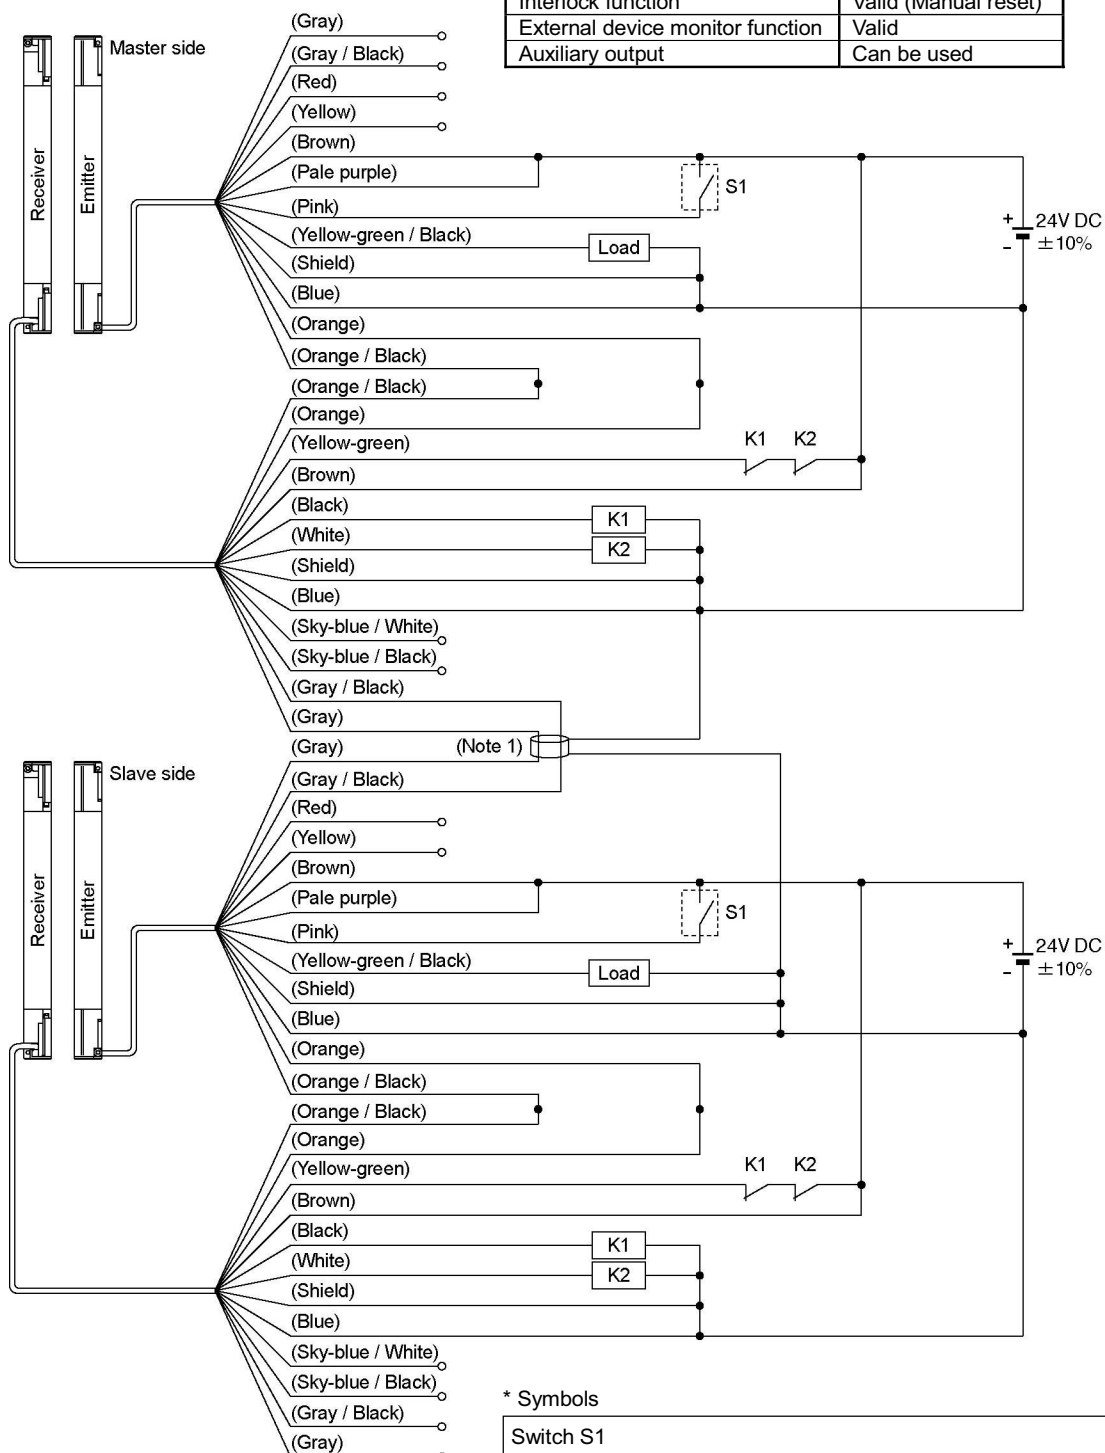 Interlock function Valid (Manual reset)
External device monitor function Valid
Auxiliary output Can be used
Master side
Receiver
Emitter
(Gray)
(Gray / Black)
(Red)
(Yellow)
(Brown)
(Pale purple)
(Pink)
S1
(Yellow-green / Black)
Load
(Shield)
(Blue)
+ 24V DC
- ±10%
(Orange)
(Orange / Black)
(Orange / Black)
(Orange)
(Yellow-green)
K1 K2
(Brown)
(Black)
K1
(White)
K2
(Shield)
(Blue)
(Sky-blue / White)
(Sky-blue / Black)
(Gray / Black)
(Gray)
(Note 1)
Slave side
Receiver
Emitter
(Gray)
(Gray / Black)
(Red)
(Yellow)
(Brown)
(Pale purple)
(Pink)
S1
(Yellow-green / Black)
Load
(Shield)
(Blue)
+ 24V DC
- ±10%
(Orange)
(Orange / Black)
(Orange / Black)
(Orange)
(Yellow-green)
K1 K2
(Brown)
(Black)
K1
(White)
K2
(Shield)
(Blue)
(Sky-blue / White)
(Sky-blue / Black)
(Gray / Black)
(Gray)
* Symbols
Switch S1